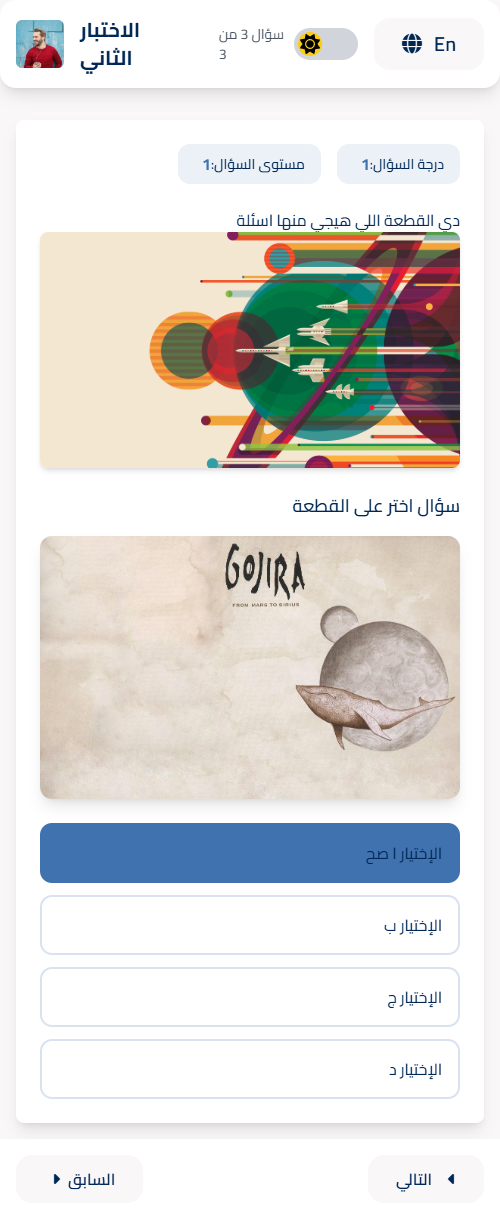 الاختبار
الثاني
سؤال 3 من
3
En
درجة السؤال:1
مستوى السؤال:1
دي القطعة اللي هيجي منها اسئلة
سؤال اختر على القطعة
GOJIRA
FROM MARS TO SIRIUS
الإختيار ا صح
الإختيار ب
الإختيار ج
الإختيار د
التالي
السابق